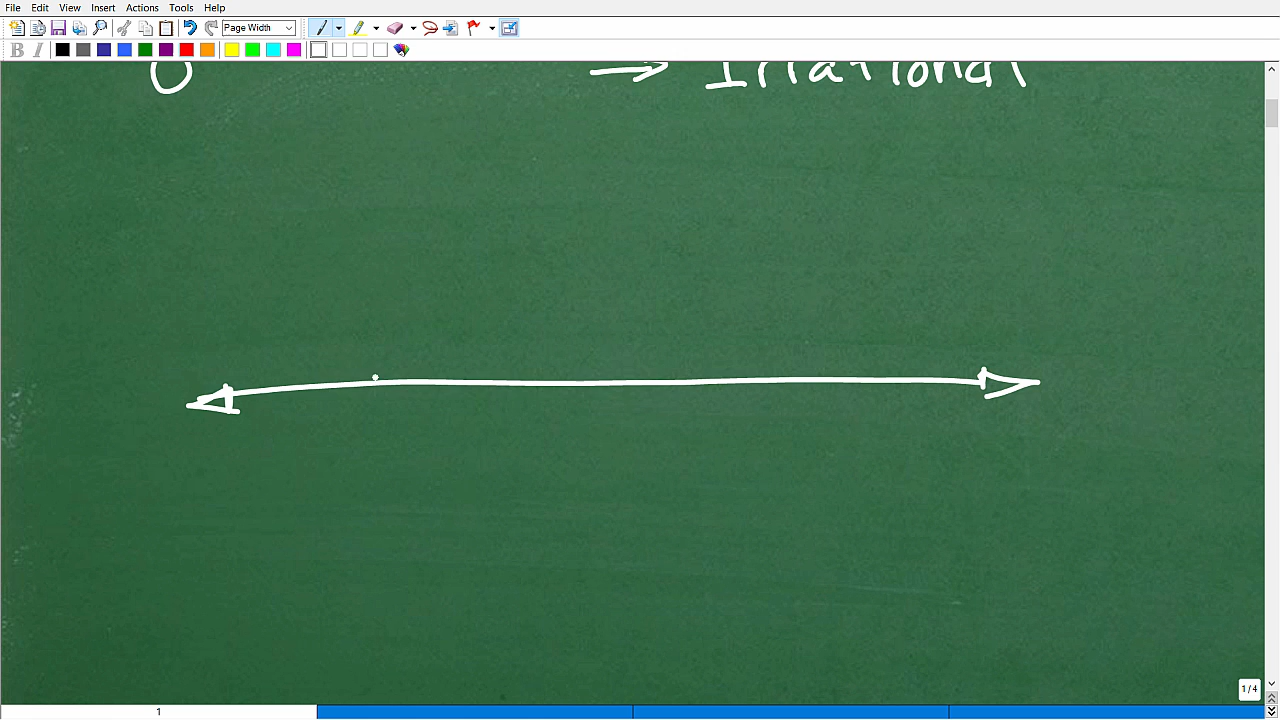 File Edit View Insert Actions Tools Help
Page Width
B I
→ Irrational
1 / 4
1